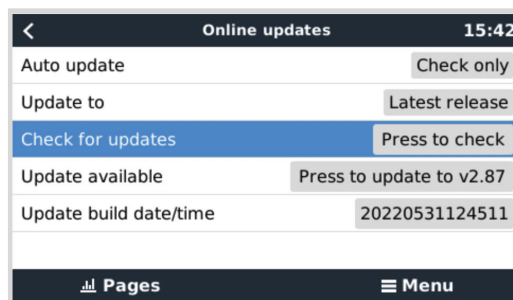 Online updates 15:42
Auto update Check only
Update to Latest release
Check for updates Press to check
Update available Press to update to v2.87
Update build date/time 20220531124511
Pages Menu